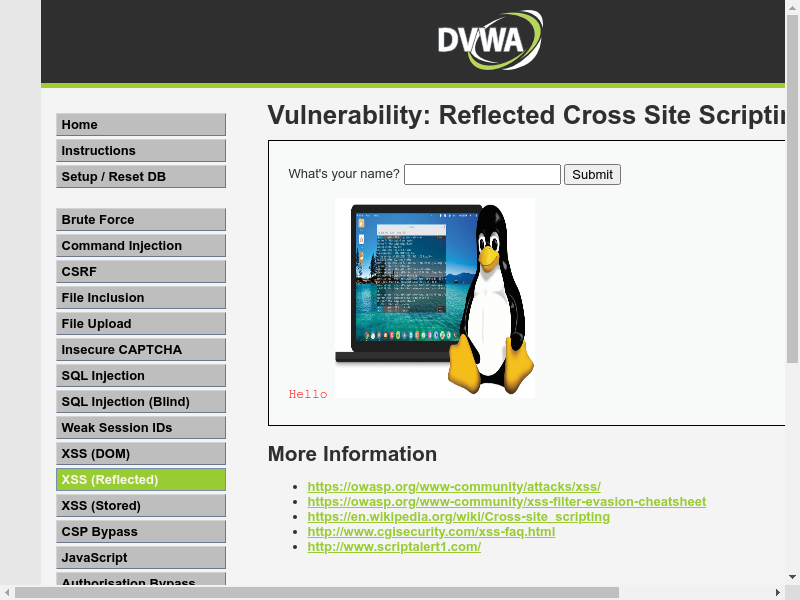 DVWA
Vulnerability: Reflected Cross Site Scriptin
Home
Instructions
Setup / Reset DB
Brute Force
Command Injection
CSRF
File Inclusion
File Upload
Insecure CAPTCHA
SQL Injection
SQL Injection (Blind)
Weak Session IDs
XSS (DOM)
XSS (Reflected)
XSS (Stored)
CSP Bypass
JavaScript
Authorisation Bypass
What's your name? Submit
Hello
More Information
https://owasp.org/www-community/attacks/xss/
https://owasp.org/www-community/xss-filter-evasion-cheatsheet
https://en.wikipedia.org/wiki/Cross-site_scripting
http://www.cgisecurity.com/xss-faq.html
http://www.scriptalert1.com/